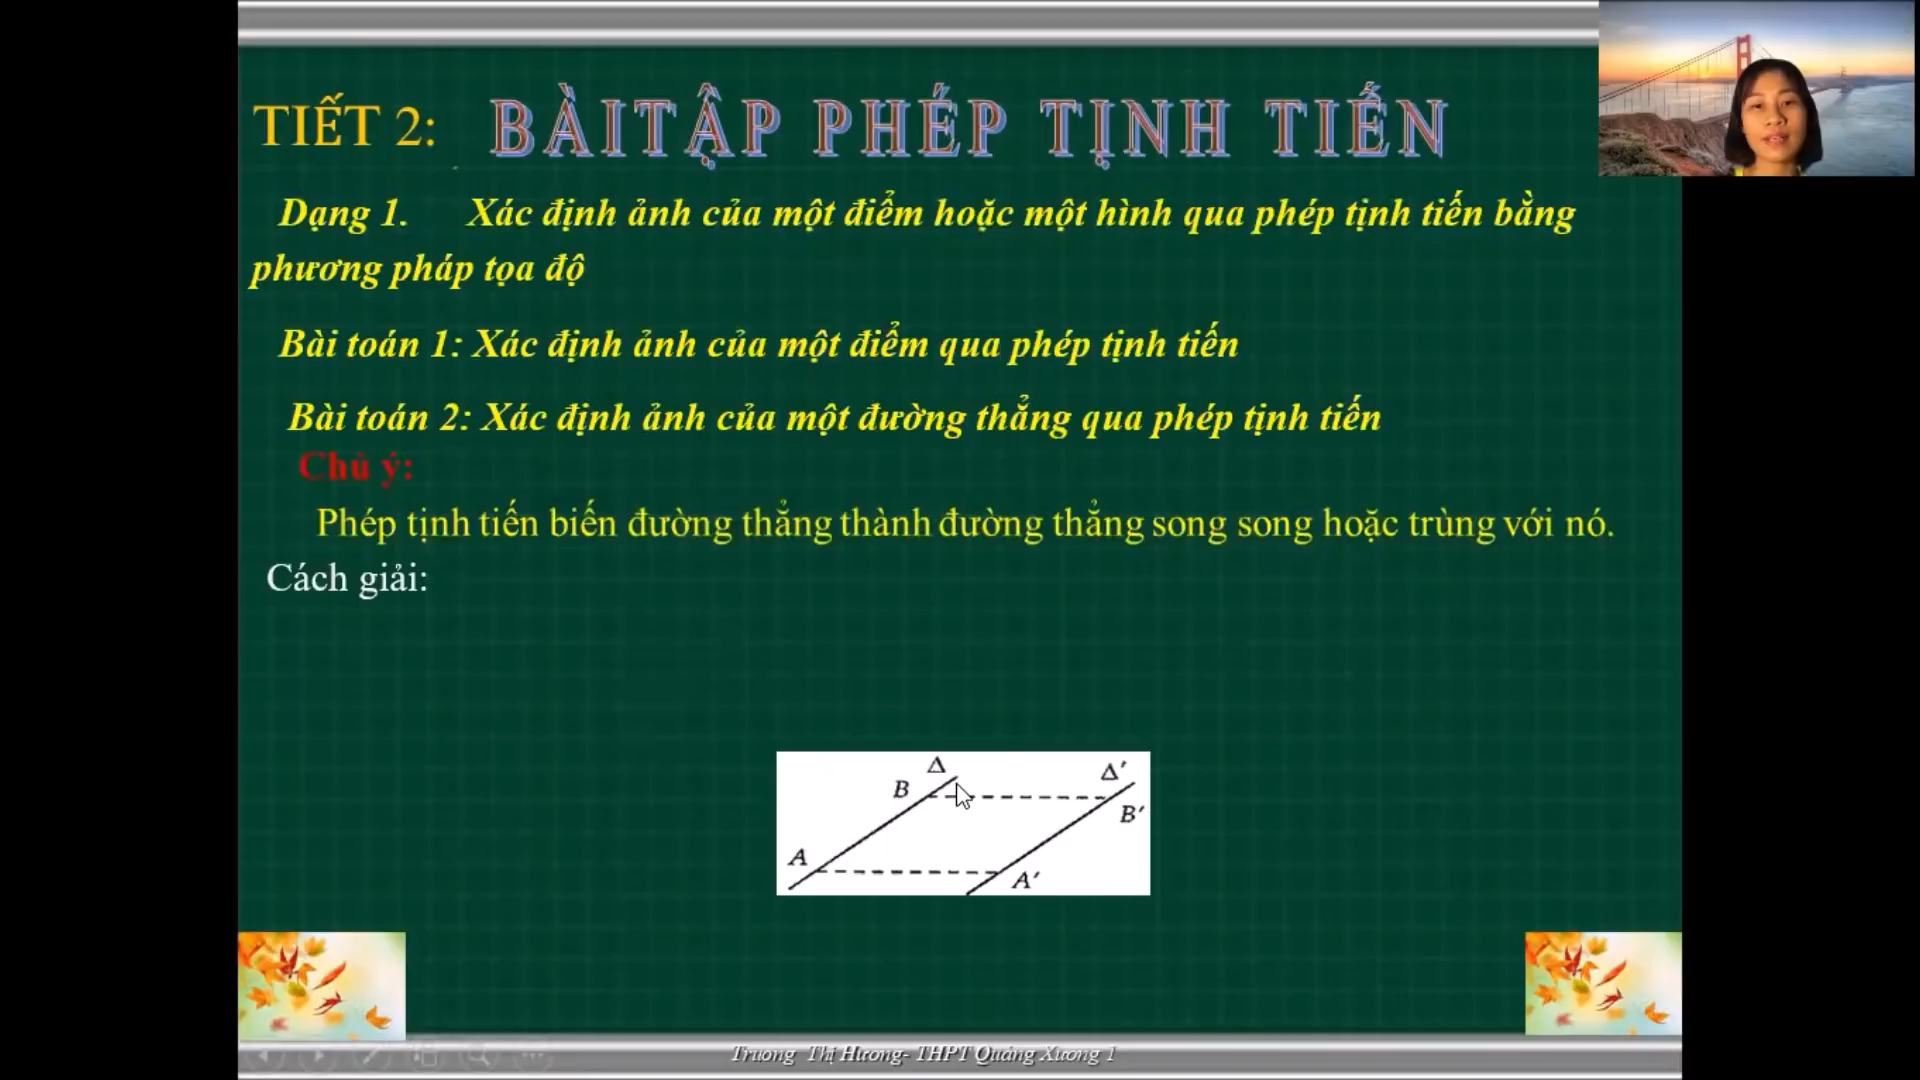 TIẾT 2: BÀI TẬP PHÉP TỊNH TIẾN
Dạng 1. Xác định ảnh của một điểm hoặc một hình qua phép tịnh tiến bằng
phương pháp tọa độ
Bài toán 1: Xác định ảnh của một điểm qua phép tịnh tiến
Bài toán 2: Xác định ảnh của một đường thẳng qua phép tịnh tiến
Chú ý:
Phép tịnh tiến biến đường thẳng thành đường thẳng song song hoặc trùng với nó.
Cách giải:
Δ Δ′
B B′
A A′
Truong Thị Hương- THPT Quảng Xương 1